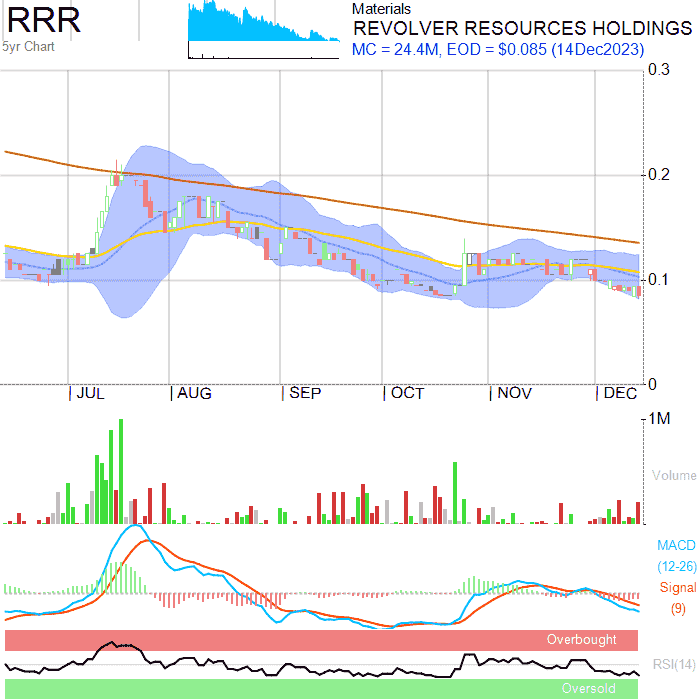 RRR
5yr Chart
Materials
REVOLVER RESOURCES HOLDINGS
MC = 24.4M, EOD = $0.085 (14Dec2023)
0.3
0.2
0.1
0
JUL AUG SEP OCT NOV DEC
1M
Volume
MACD
(12-26)
Signal
(9)
Overbought
RSI(14)
Oversold